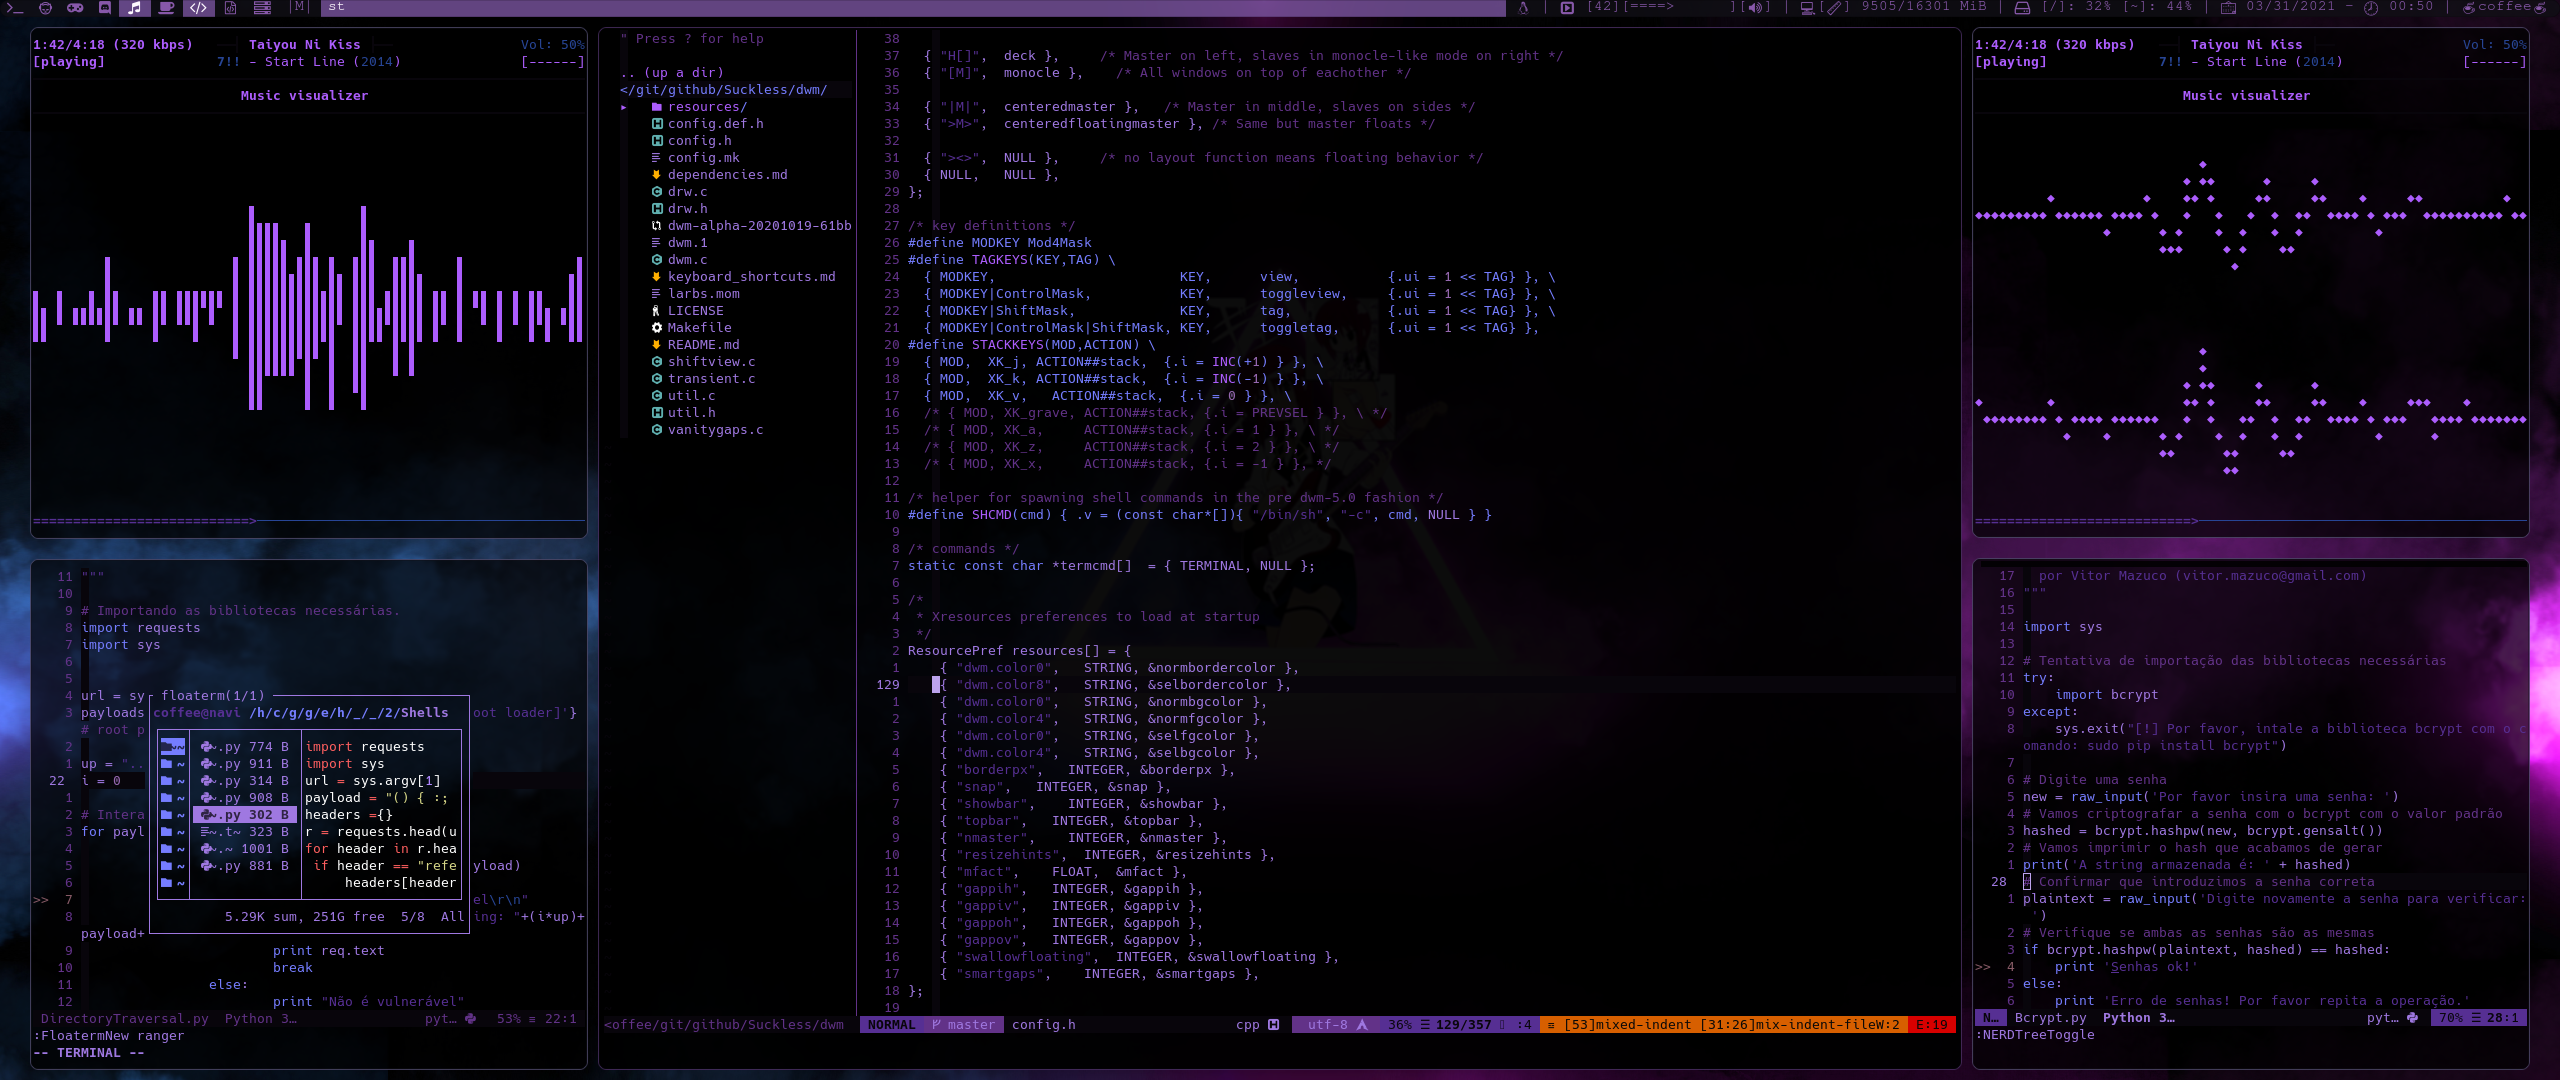 |M| st | [42][====> ][ ] | [ ] 9505/16301 MiB | [/]: 32% [~]: 44% | 03/31/2021 - 00:50 | coffee
1:42/4:18 (320 kbps) Taiyou Ni Kiss Vol: 50%
[playing] 7!! - Start Line (2014) [------]
Music visualizer
==========================>
11 """
10
9 # Importando as bibliotecas necessárias.
8 import requests
7 import sys
6
5
4 url = sy
3 payloads oot loader]'}
# root p
2
1 up = "..
22 i = 0
1
2 # Intera
3 for payl
4
5 yload)
6
>> 7 el\r\n"
8 ing: "+(i*up)+
payload+
9 print req.text
10 break
11 else:
12 print "Não é vulnerável"
DirectoryTraversal.py Python 3… pyt… 53% ≡ 22:1
:FloatermNew ranger
-- TERMINAL --
floaterm(1/1)
coffee@navi /h/c/g/g/e/h/_/_/2/Shells
~~ ~.py 774 B import requests
~ ~.py 911 B import sys
~ ~.py 314 B url = sys.argv[1]
~ ~.py 908 B payload = "() { :;
~ ~.py 302 B headers ={}
~ ~.t~ 323 B r = requests.head(u
~ ~.~ 1001 B for header in r.hea
~ ~.py 881 B if header == "refe
~ headers[header
5.29K sum, 251G free 5/8 All
" Press ? for help
.. (up a dir)
</git/github/Suckless/dwm/
▸ resources/
config.def.h
config.h
config.mk
dependencies.md
drw.c
drw.h
dwm-alpha-20201019-61bb
dwm.1
dwm.c
keyboard_shortcuts.md
larbs.mom
LICENSE
Makefile
README.md
shiftview.c
transient.c
util.c
util.h
vanitygaps.c
<offee/git/github/Suckless/dwm
38
37 { "H[]", deck }, /* Master on left, slaves in monocle-like mode on right */
36 { "[M]", monocle }, /* All windows on top of eachother */
35
34 { "|M|", centeredmaster }, /* Master in middle, slaves on sides */
33 { ">M>", centeredfloatingmaster }, /* Same but master floats */
32
31 { "><>", NULL }, /* no layout function means floating behavior */
30 { NULL, NULL },
29 };
28
27 /* key definitions */
26 #define MODKEY Mod4Mask
25 #define TAGKEYS(KEY,TAG) \
24 { MODKEY, KEY, view, {.ui = 1 << TAG} }, \
23 { MODKEY|ControlMask, KEY, toggleview, {.ui = 1 << TAG} }, \
22 { MODKEY|ShiftMask, KEY, tag, {.ui = 1 << TAG} }, \
21 { MODKEY|ControlMask|ShiftMask, KEY, toggletag, {.ui = 1 << TAG} },
20 #define STACKKEYS(MOD,ACTION) \
19 { MOD, XK_j, ACTION##stack, {.i = INC(+1) } }, \
18 { MOD, XK_k, ACTION##stack, {.i = INC(-1) } }, \
17 { MOD, XK_v, ACTION##stack, {.i = 0 } }, \
16 /* { MOD, XK_grave, ACTION##stack, {.i = PREVSEL } }, \ */
15 /* { MOD, XK_a, ACTION##stack, {.i = 1 } }, \ */
14 /* { MOD, XK_z, ACTION##stack, {.i = 2 } }, \ */
13 /* { MOD, XK_x, ACTION##stack, {.i = -1 } }, */
12
11 /* helper for spawning shell commands in the pre dwm-5.0 fashion */
10 #define SHCMD(cmd) { .v = (const char*[]){ "/bin/sh", "-c", cmd, NULL } }
9
8 /* commands */
7 static const char *termcmd[] = { TERMINAL, NULL };
6
5 /*
4 * Xresources preferences to load at startup
3 */
2 ResourcePref resources[] = {
1 { "dwm.color0", STRING, &normbordercolor },
129 { "dwm.color8", STRING, &selbordercolor },
1 { "dwm.color0", STRING, &normbgcolor },
2 { "dwm.color4", STRING, &normfgcolor },
3 { "dwm.color0", STRING, &selfgcolor },
4 { "dwm.color4", STRING, &selbgcolor },
5 { "borderpx", INTEGER, &borderpx },
6 { "snap", INTEGER, &snap },
7 { "showbar", INTEGER, &showbar },
8 { "topbar", INTEGER, &topbar },
9 { "nmaster", INTEGER, &nmaster },
10 { "resizehints", INTEGER, &resizehints },
11 { "mfact", FLOAT, &mfact },
12 { "gappih", INTEGER, &gappih },
13 { "gappiv", INTEGER, &gappiv },
14 { "gappoh", INTEGER, &gappoh },
15 { "gappov", INTEGER, &gappov },
16 { "swallowfloating", INTEGER, &swallowfloating },
17 { "smartgaps", INTEGER, &smartgaps },
18 };
19
NORMAL master config.h cpp utf-8 36% ☰ 129/357 :4 ≡ [53]mixed-indent [31:26]mix-indent-fileW:2 E:19
1:42/4:18 (320 kbps) Taiyou Ni Kiss Vol: 50%
[playing] 7!! - Start Line (2014) [------]
Music visualizer
==========================>
17 por Vitor Mazuco (vitor.mazuco@gmail.com)
16 """
15
14 import sys
13
12 # Tentativa de importação das bibliotecas necessárias
11 try:
10 import bcrypt
9 except:
8 sys.exit("[!] Por favor, intale a biblioteca bcrypt com o c
omando: sudo pip install bcrypt")
7
6 # Digite uma senha
5 new = raw_input('Por favor insira uma senha: ')
4 # Vamos criptografar a senha com o bcrypt com o valor padrão
3 hashed = bcrypt.hashpw(new, bcrypt.gensalt())
2 # Vamos imprimir o hash que acabamos de gerar
1 print('A string armazenada é: ' + hashed)
28 # Confirmar que introduzimos a senha correta
1 plaintext = raw_input('Digite novamente a senha para verificar:
')
2 # Verifique se ambas as senhas são as mesmas
3 if bcrypt.hashpw(plaintext, hashed) == hashed:
>> 4 print 'Senhas ok!'
5 else:
6 print 'Erro de senhas! Por favor repita a operação.'
N… Bcrypt.py Python 3… pyt… 70% ☰ 28:1
:NERDTreeToggle